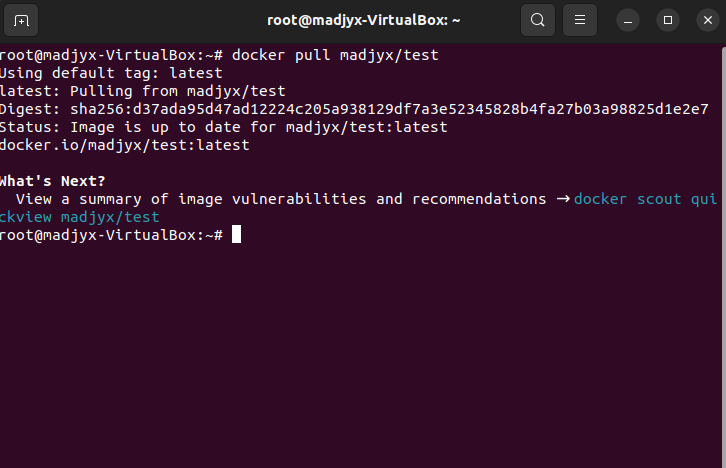 root@madjyx-VirtualBox: ~
root@madjyx-VirtualBox:~# docker pull madjyx/test
Using default tag: latest
latest: Pulling from madjyx/test
Digest: sha256:d37ada95d47ad12224c205a938129df7a3e52345828b4fa27b03a98825d1e2e7
Status: Image is up to date for madjyx/test:latest
docker.io/madjyx/test:latest
What's Next?
View a summary of image vulnerabilities and recommendations → docker scout qui
ckview madjyx/test
root@madjyx-VirtualBox:~#